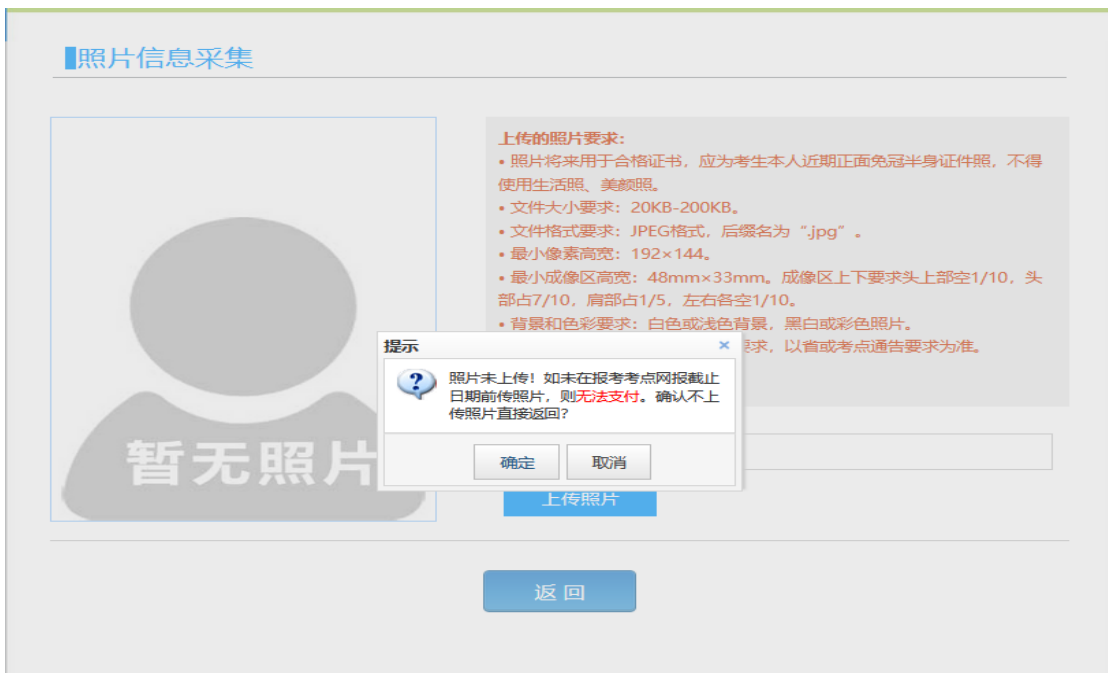 照片信息采集
上传的照片要求：
• 照片将来用于合格证书，应为考生本人近期正面免冠半身证件照，不得
使用生活照、美颜照。
• 文件大小要求：20KB-200KB。
• 文件格式要求：JPEG格式，后缀名为“.jpg”。
• 最小像素高宽：192×144。
• 最小成像区高宽：48mm×33mm。成像区上下要求头上部空1/10，头
部占7/10，肩部占1/5，左右各空1/10。
• 背景和色彩要求：白色或浅色背景，黑白或彩色照片。
要求，以省或考点通告要求为准。
提示
×
照片未上传！如未在报考考点网报截止
日期前传照片，则无法支付。确认不上
传照片直接返回？
确定 取消
暂无照片
上传照片
返 回